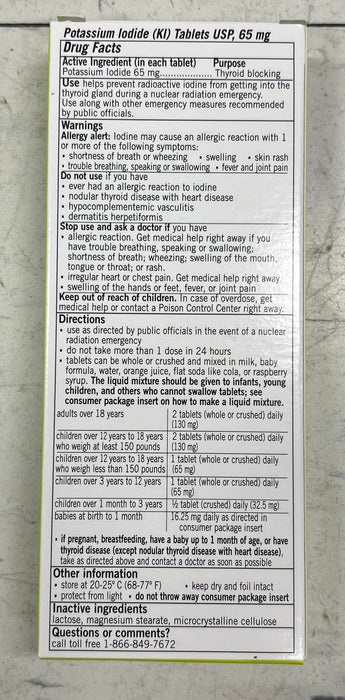 Potassium Iodide (KI) Tablets USP, 65 mg
Drug Facts
Active Ingredient (in each tablet) Purpose
Potassium Iodide 65 mg.................... Thyroid blocking
Use helps prevent radioactive iodine from getting into the
thyroid gland during a nuclear radiation emergency.
Use along with other emergency measures recommended
by public officials.
Warnings
Allergy alert: Iodine may cause an allergic reaction with 1
or more of the following symptoms:
• shortness of breath or wheezing • swelling • skin rash
• trouble breathing, speaking or swallowing • fever and joint pain
Do not use if you have
• ever had an allergic reaction to iodine
• nodular thyroid disease with heart disease
• hypocomplementemic vasculitis
• dermatitis herpetiformis
Stop use and ask a doctor if you have
• allergic reaction. Get medical help right away if you
have trouble breathing, speaking or swallowing;
shortness of breath; wheezing; swelling of the mouth,
tongue or throat; or rash.
• irregular heart or chest pain. Get medical help right away.
• swelling of the hands or feet, fever, or joint pain
Keep out of reach of children. In case of overdose, get
medical help or contact a Poison Control Center right away.
Directions
• use as directed by public officials in the event of a nuclear
radiation emergency
• do not take more than 1 dose in 24 hours
• tablets can be whole or crushed and mixed in milk, baby
formula, water, orange juice, flat soda like cola, or raspberry
syrup. The liquid mixture should be given to infants, young
children, and others who cannot swallow tablets; see
consumer package insert on how to make a liquid mixture.
adults over 18 years 2 tablets (whole or crushed) daily
(130 mg)
children over 12 years to 18 years 2 tablets (whole or crushed) daily
who weigh at least 150 pounds (130 mg)
children over 12 years to 18 years 1 tablet (whole or crushed) daily
who weigh less than 150 pounds (65 mg)
children over 3 years to 12 years 1 tablet (whole or crushed) daily
(65 mg)
children over 1 month to 3 years ½ tablet (crushed) daily (32.5 mg)
babies at birth to 1 month 16.25 mg daily as directed in
consumer package insert
• if pregnant, breastfeeding, have a baby up to 1 month of age, or have
thyroid disease (except nodular thyroid disease with heart disease),
take as directed above and contact a doctor as soon as possible
Other information
• store at 20-25° C (68-77° F) • keep dry and foil intact
• protect from light • do not throw away consumer package insert
Inactive ingredients
lactose, magnesium stearate, microcrystalline cellulose
Questions or comments?
call toll free 1-866-849-7672